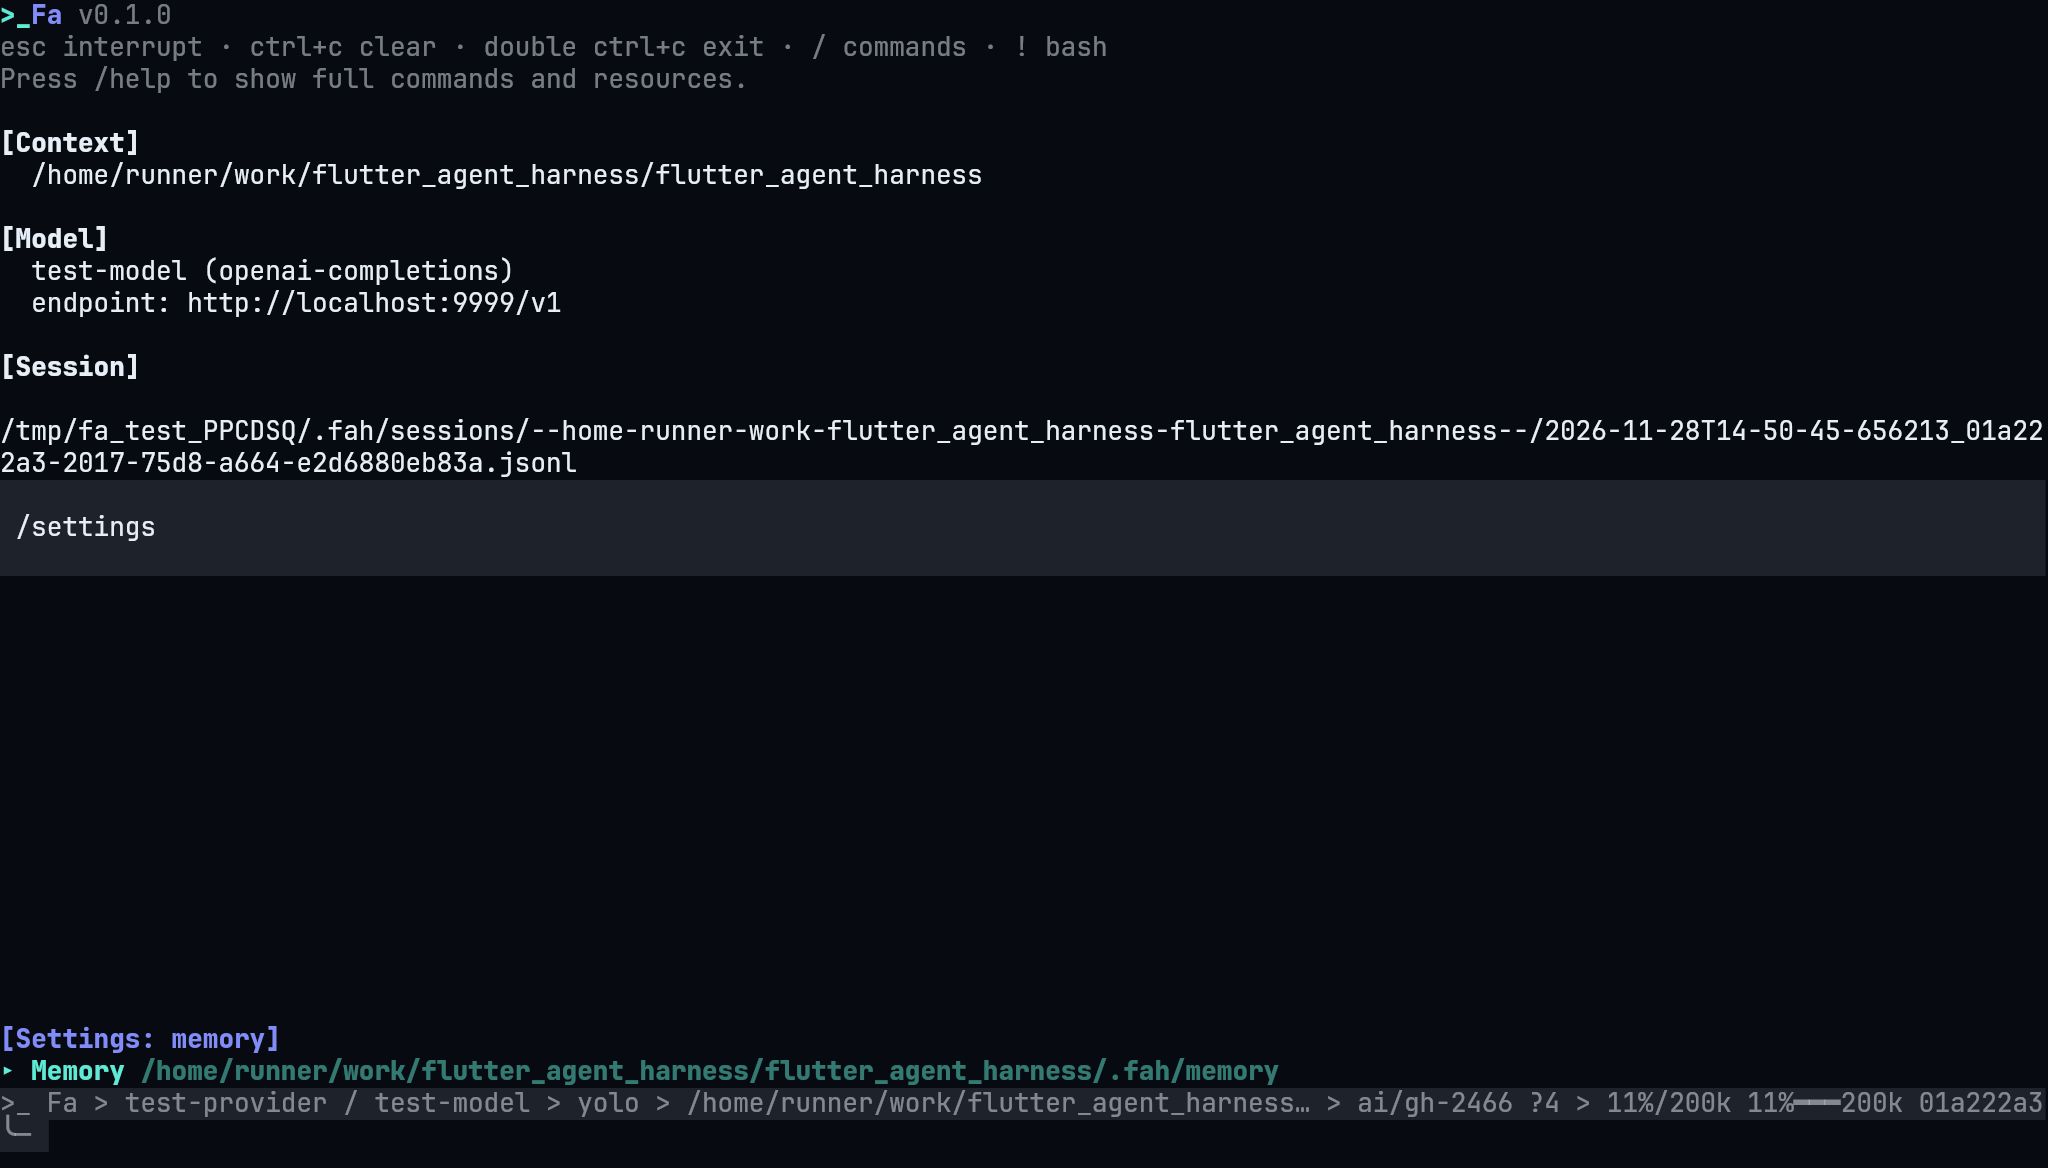 >_Fa v0.1.0
esc interrupt · ctrl+c clear · double ctrl+c exit · / commands · ! bash
Press /help to show full commands and resources.
[Context]
/home/runner/work/flutter_agent_harness/flutter_agent_harness
[Model]
test-model (openai-completions)
endpoint: http://localhost:9999/v1
[Session]
/tmp/fa_test_PPCDSQ/.fah/sessions/--home-runner-work-flutter_agent_harness-flutter_agent_harness--/2026-11-28T14-50-45-656213_01a22
2a3-2017-75d8-a664-e2d6880eb83a.jsonl
/settings
[Settings: memory]
▸ Memory /home/runner/work/flutter_agent_harness/flutter_agent_harness/.fah/memory
>_ Fa > test-provider / test-model > yolo > /home/runner/work/flutter_agent_harness… > ai/gh-2466 ?4 > 11%/200k 11%━━━200k 01a222a3
╰─